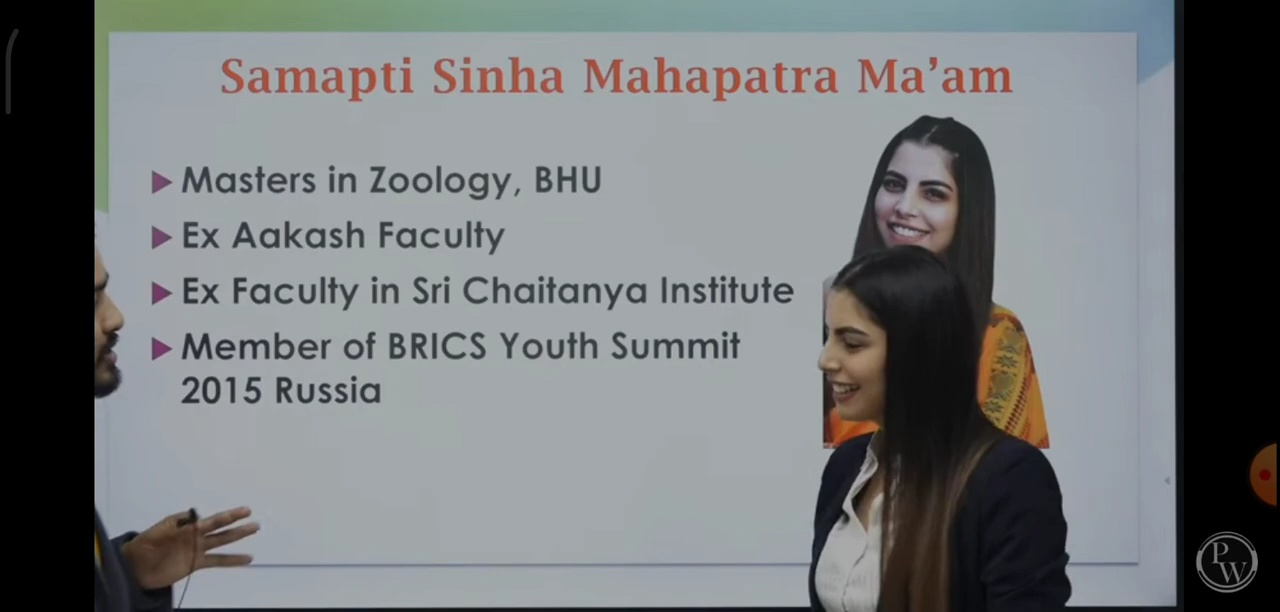 Samapti Sinha Mahapatra Ma’am
Masters in Zoology, BHU
Ex Aakash Faculty
Ex Faculty in Sri Chaitanya Institute
Member of BRICS Youth Summit
2015 Russia
PW